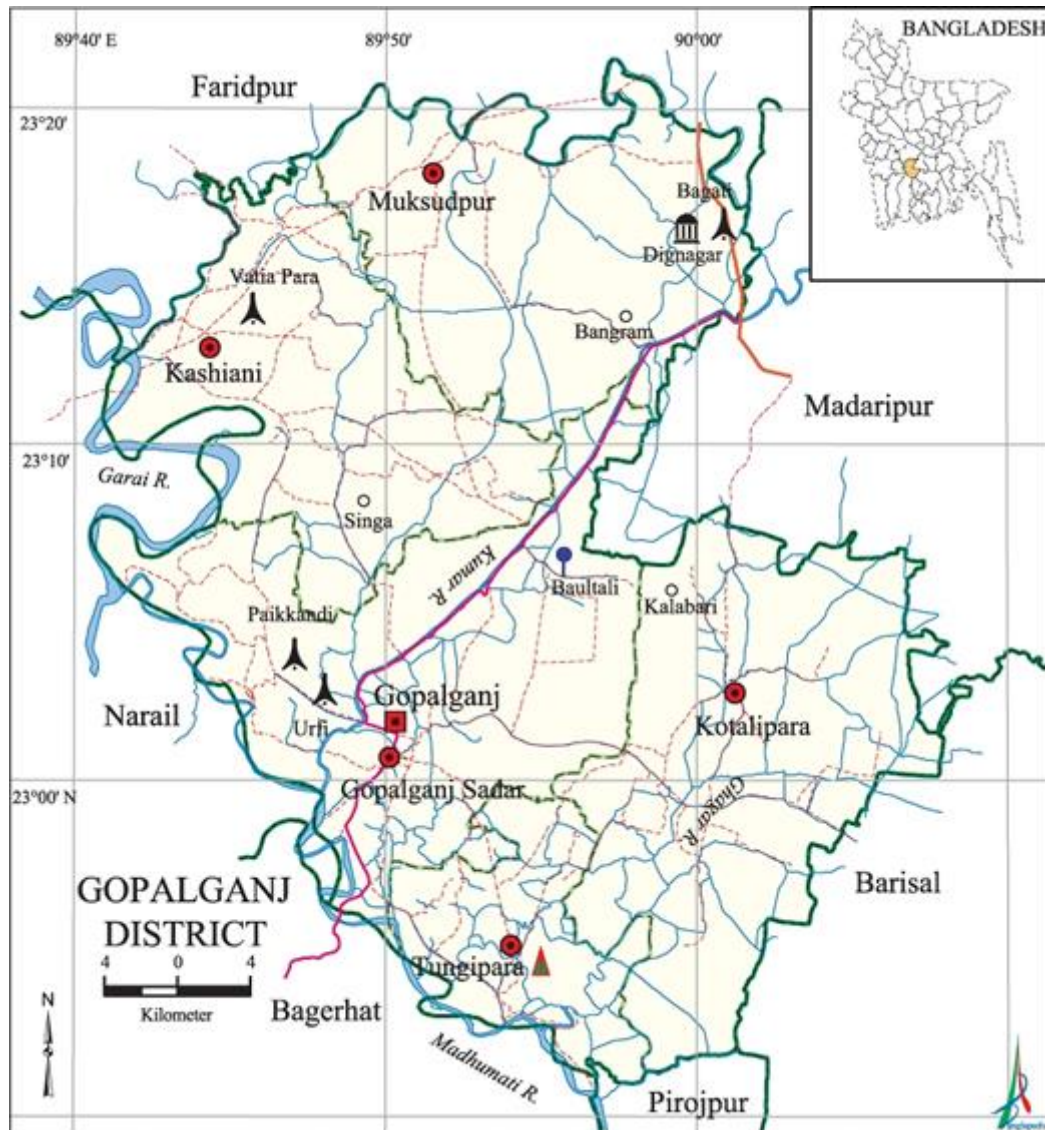 89°40' E
89°50'
90°00'
BANGLADESH
Faridpur
23°20'
Muksudpur
Bagati
Dignagar
Vatia Para
Bangram
Kashiani
Madaripur
23°10'
Garai R.
Singa
Kumar R.
Baultali
Kalabari
Paikkandi
Narail
Urfi
Gopalganj
Kotalipara
Gopalganj Sadar
23°00' N
Ghagar R.
Barisal
GOPALGANJ
DISTRICT
4 0 4
Kilometer
Tungipara
N
Bagerhat
Madhumati R.
Pirojpur